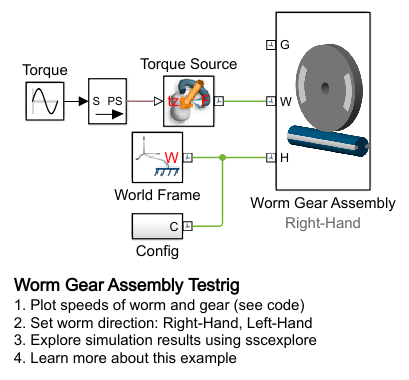 Torque
S PS
Torque Source
tz
F
G
W
H
W
World Frame
C
Config
Worm Gear Assembly
Right-Hand
Worm Gear Assembly Testrig
1. Plot speeds of worm and gear (see code)
2. Set worm direction: Right-Hand, Left-Hand
3. Explore simulation results using sscexplore
4. Learn more about this example